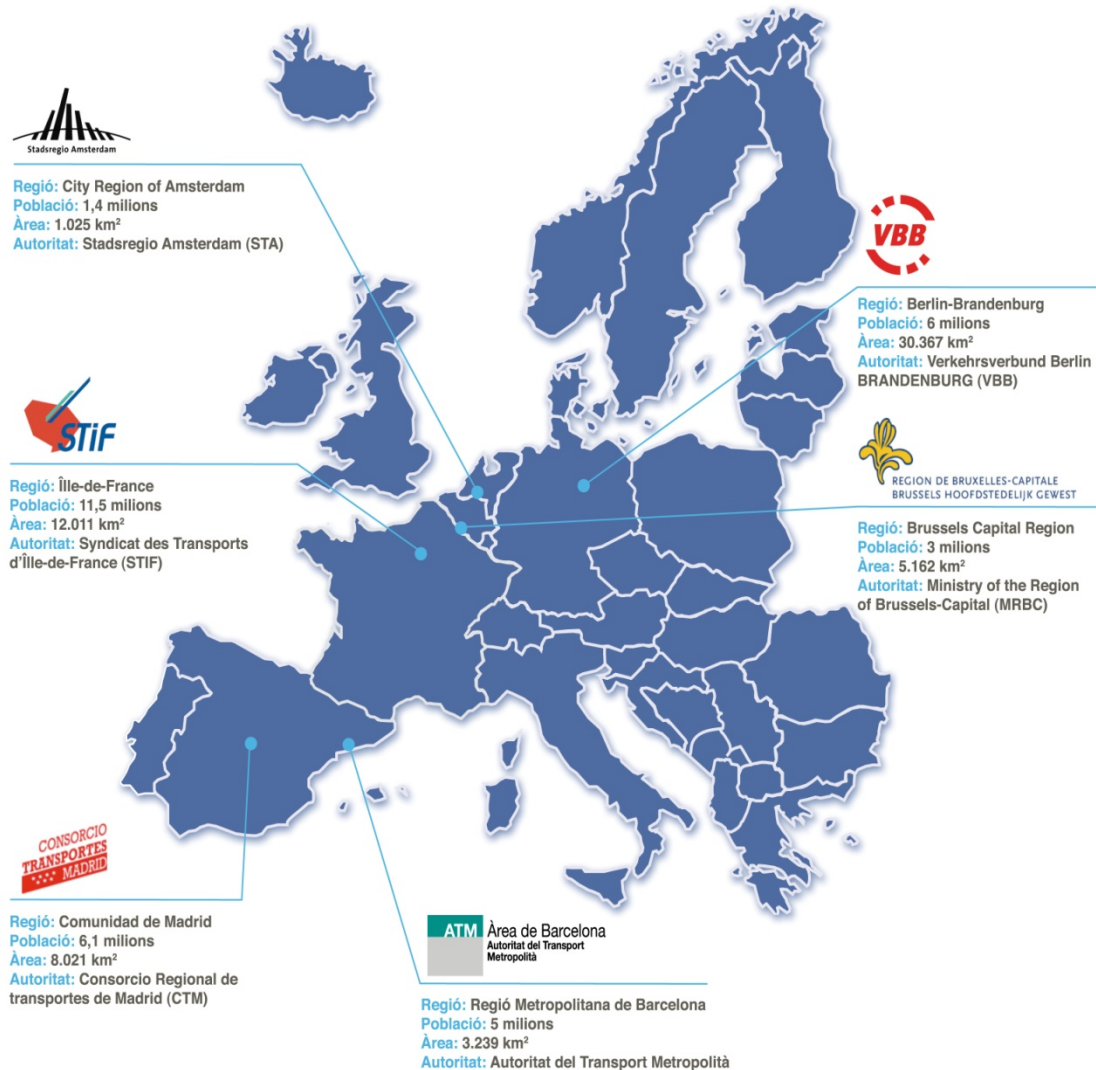 Stadsregio Amsterdam
Regió: City Region of Amsterdam
Població: 1,4 milions
Àrea: 1.025 km²
Autoritat: Stadsregio Amsterdam (STA)
VBB
Regió: Berlin-Brandenburg
Població: 6 milions
Àrea: 30.367 km²
Autoritat: Verkehrsverbund Berlin
BRANDENBURG (VBB)
STiF
Regió: Îlle-de-France
Població: 11,5 milions
Àrea: 12.011 km²
Autoritat: Syndicat des Transports
d'Îlle-de-France (STIF)
REGION DE BRUXELLES-CAPITALE
BRUSSELS HOOFDSTEDELIJK GEWEST
Regió: Brussels Capital Region
Població: 3 milions
Àrea: 5.162 km²
Autoritat: Ministry of the Region
of Brussels-Capital (MRBC)
CONSORCIO
TRANSPORTES
MADRID
Regió: Comunidad de Madrid
Població: 6,1 milions
Àrea: 8.021 km²
Autoritat: Consorcio Regional de
transportes de Madrid (CTM)
ATM Àrea de Barcelona
Autoritat del Transport
Metropolità
Regió: Regió Metropolitana de Barcelona
Població: 5 milions
Àrea: 3.239 km²
Autoritat: Autoritat del Transport Metropolità